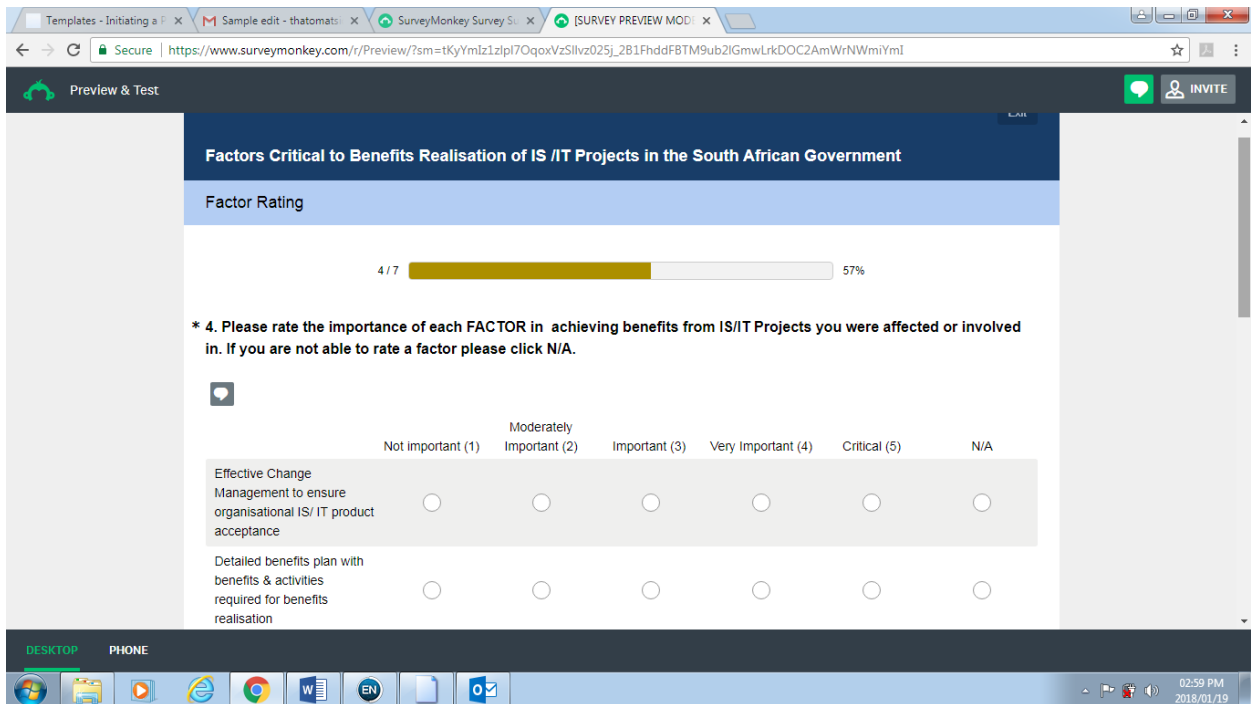 Templates - Initiating a P
Sample edit - thatomats
SurveyMonkey Survey Su
[SURVEY PREVIEW MODE
Secure
https://www.surveymonkey.com/r/Preview/?sm=
Preview & Test
INVITE
Exit
Factors Critical to Benefits Realisation of IS /IT Projects in the South African Government
Factor Rating
4 / 7
57%
* 4. Please rate the importance of each FACTOR in achieving benefits from IS/IT Projects you were affected or involved
in. If you are not able to rate a factor please click N/A.
Moderately
Not important (1) Important (2) Important (3) Very Important (4) Critical (5) N/A
Effective Change
Management to ensure
organisational IS/ IT product
acceptance
Detailed benefits plan with
benefits & activities
required for benefits
realisation
DESKTOP PHONE
EN
02:59 PM
2018/01/19